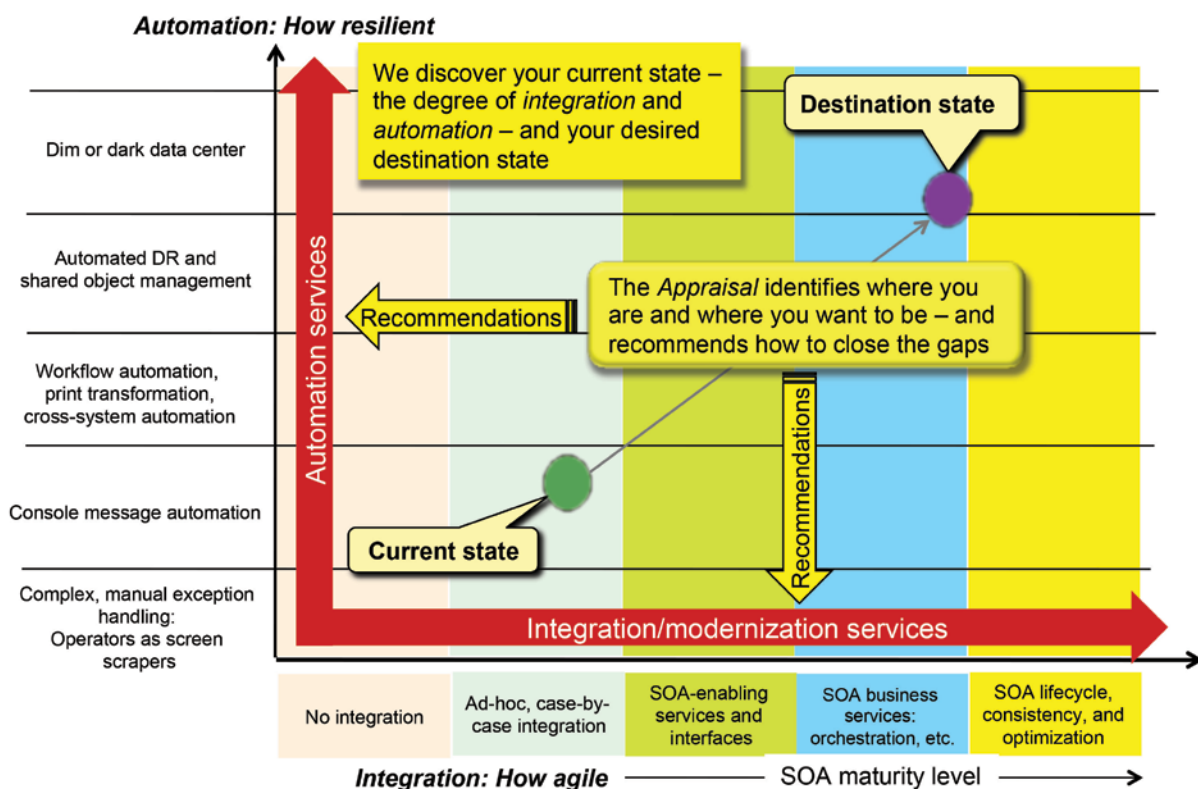 Automation: How resilient
We discover your current state –
the degree of integration and
automation – and your desired
destination state
Destination state
Dim or dark data center
Automated DR and
shared object management
Workflow automation,
print transformation,
cross-system automation
Console message automation
Complex, manual exception
handling:
Operators as screen
scrapers
Automation services
Recommendations
The Appraisal identifies where you
are and where you want to be – and
recommends how to close the gaps
Recommendations
Current state
Integration/modernization services
No integration
Ad-hoc, case-by-
case integration
SOA-enabling
services and
interfaces
SOA business
services:
orchestration, etc.
SOA lifecycle,
consistency, and
optimization
Integration: How agile
SOA maturity level